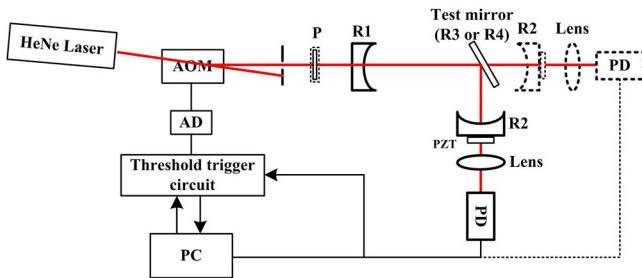 HeNe Laser
AOM
P
R1
Test mirror
(R3 or R4)
R2
Lens
PD
AD
R2
PZT
Lens
Threshold trigger
circuit
PD
PC